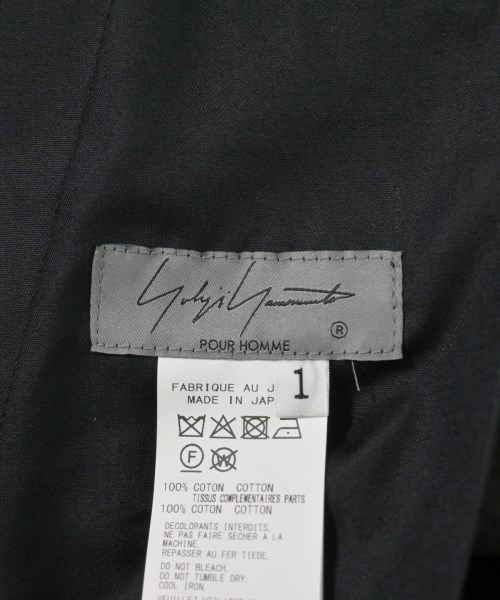 Yohji Yamamoto
®
POUR HOMME
FABRIQUE AU J
MADE IN JAP
1
F
W
100% COTON COTTON
TISSUS COMPLEMENTAIRES PARTS
100% COTON COTTON
DECOLORANTS INTERDITS.
NE PAS FAIRE SECHER A LA
MACHINE.
REPASSER AU FER TIEDE.
DO NOT BLEACH.
DO NOT TUMBLE DRY.
COOL IRON.